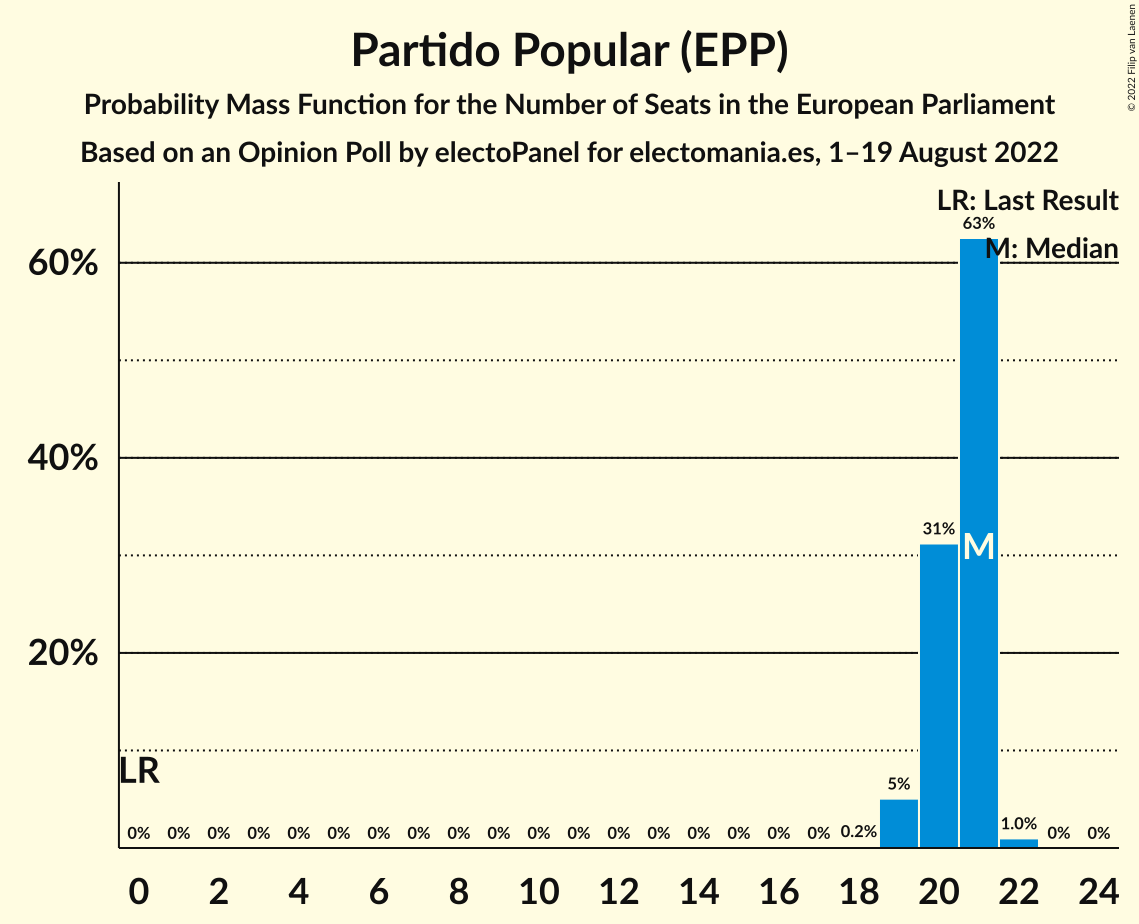 Partido Popular (EPP)
Probability Mass Function for the Number of Seats in the European Parliament
Based on an Opinion Poll by electoPanel for electomania.es, 1–19 August 2022
© 2022 Filip van Laenen
LR: Last Result
M: Median
63%
60%
40%
31%
M
20%
LR
5%
0% 0% 0% 0% 0% 0% 0% 0% 0% 0% 0% 0% 0% 0% 0% 0% 0% 0% 0.2% 1.0% 0% 0%
0 2 4 6 8 10 12 14 16 18 20 22 24